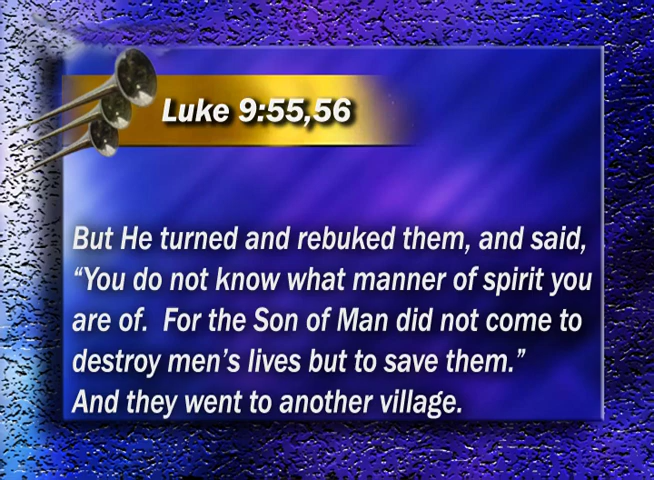 Luke 9:55,56
But He turned and rebuked them, and said,
“You do not know what manner of spirit you
are of.  For the Son of Man did not come to
destroy men’s lives but to save them.”
And they went to another village.